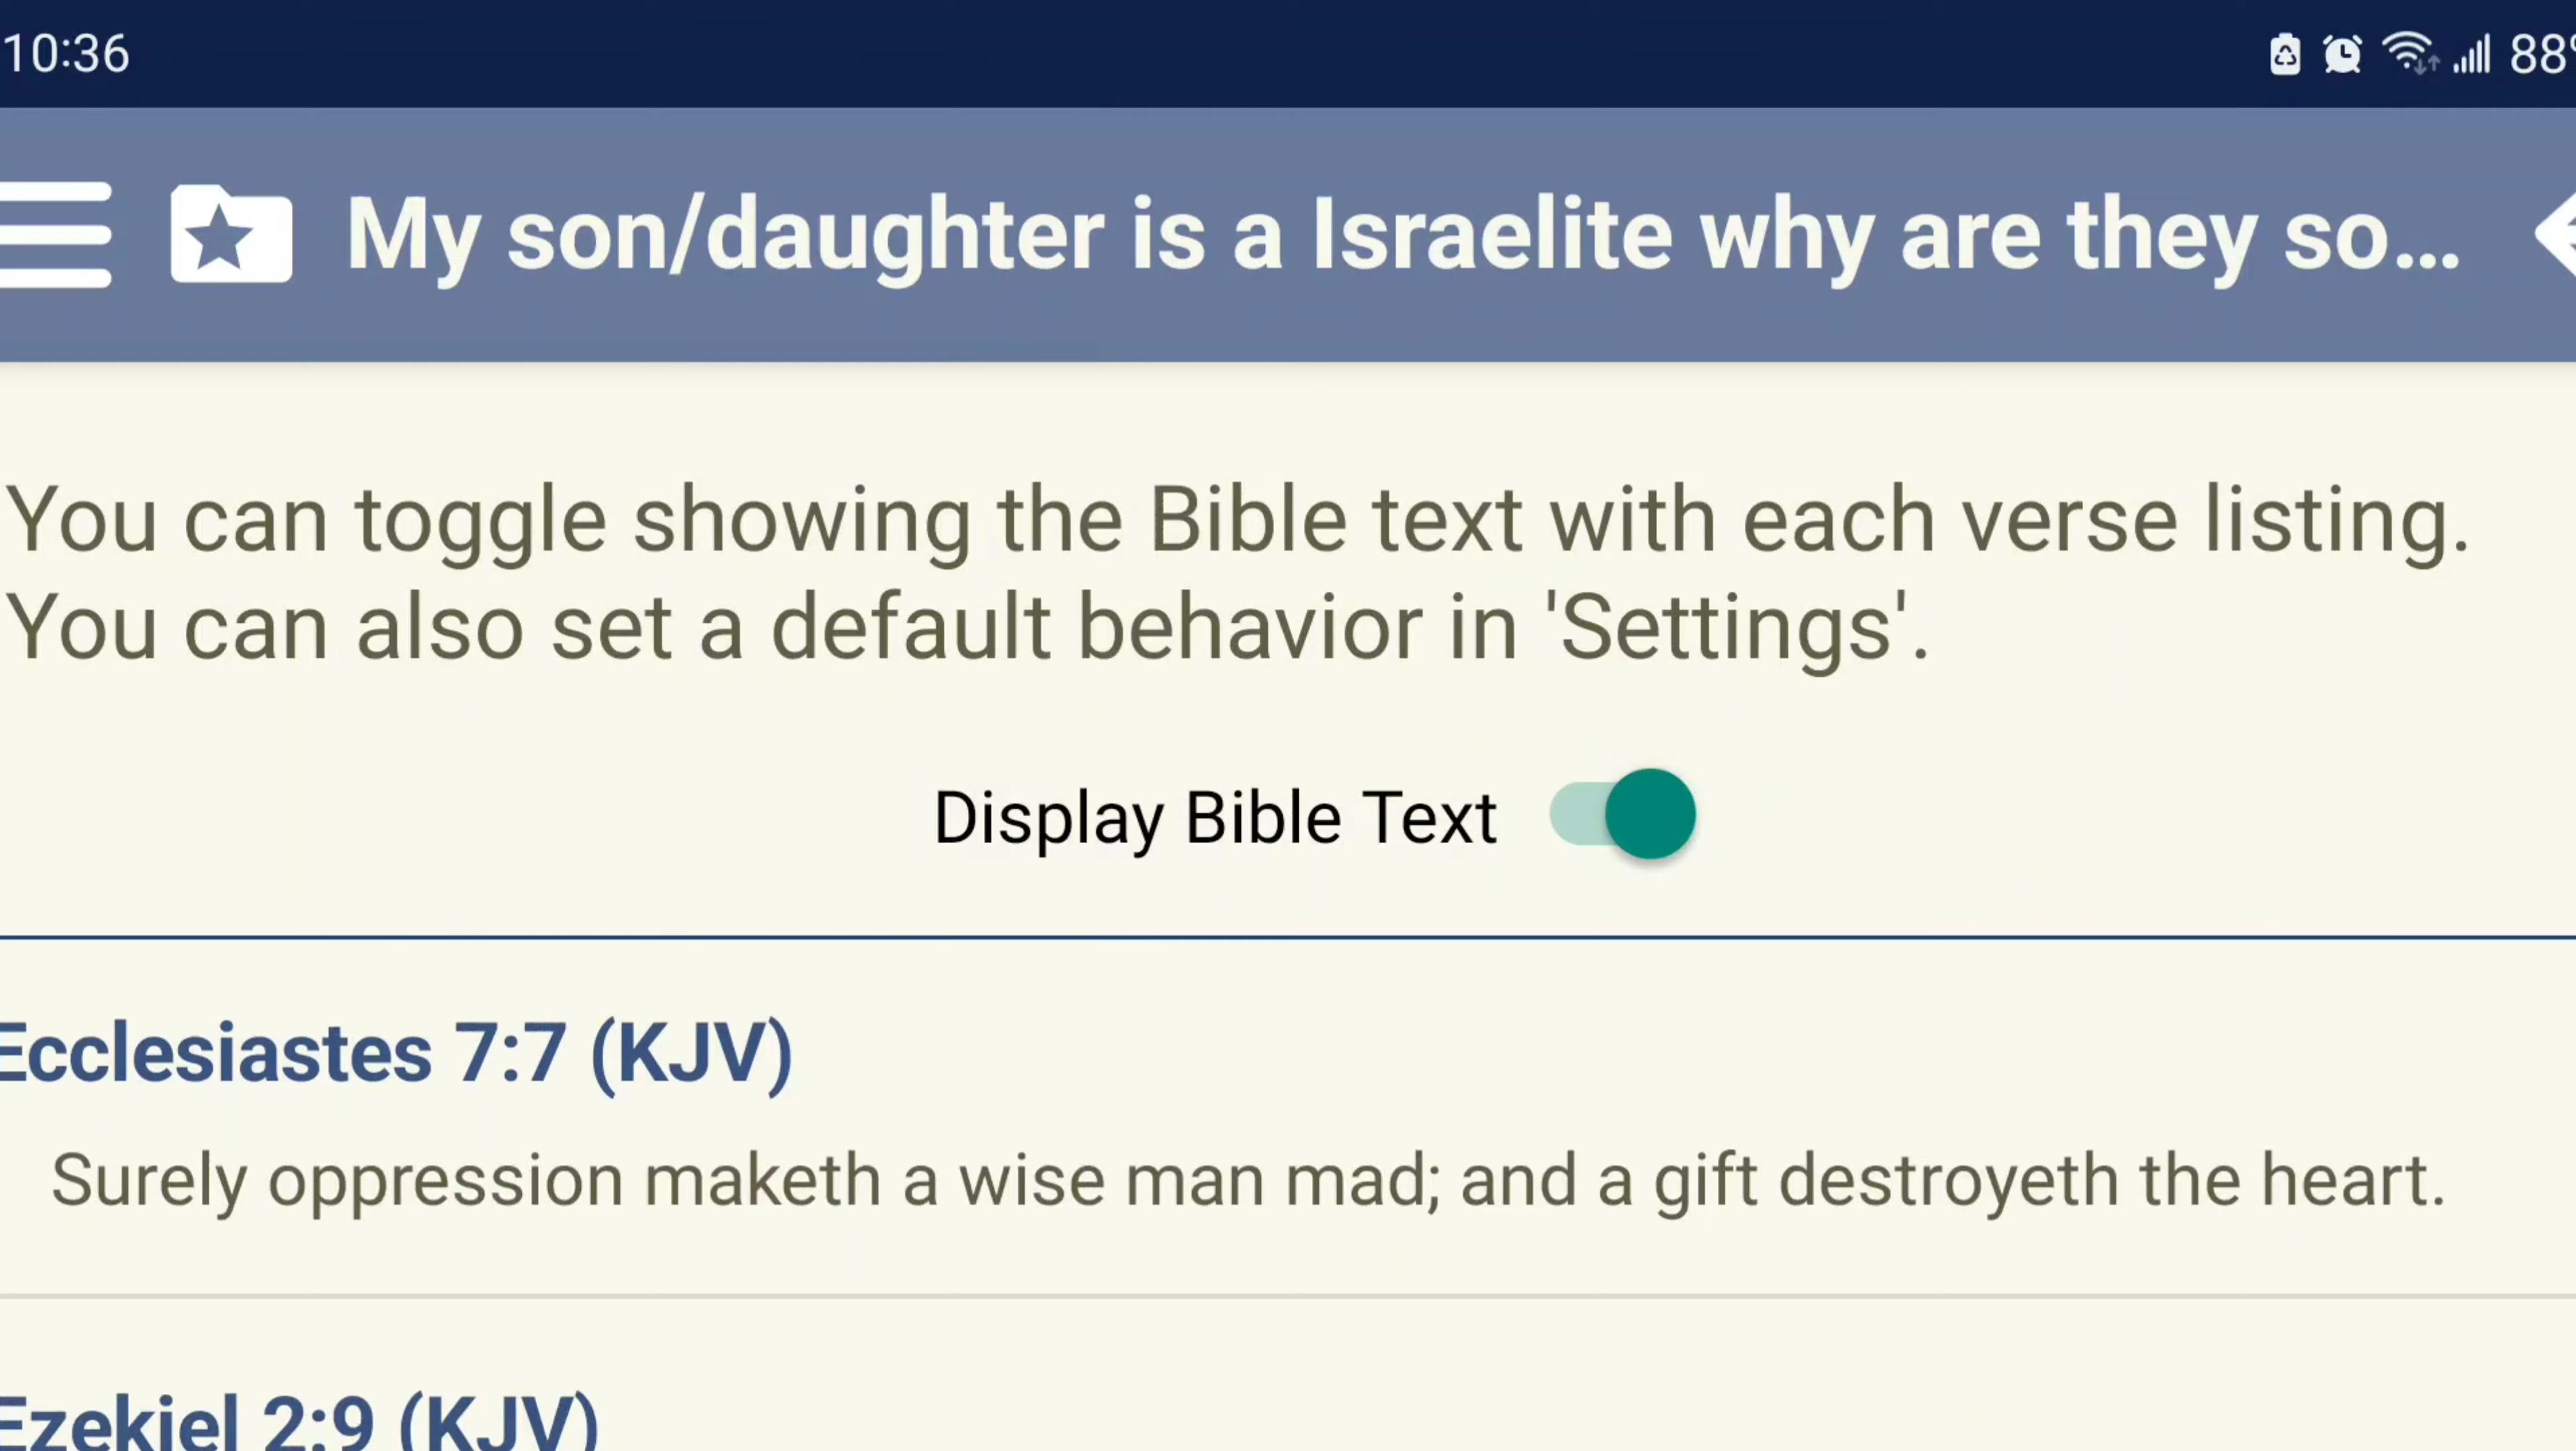 10:36
88%
My son/daughter is a Israelite why are they so...
You can toggle showing the Bible text with each verse listing.
You can also set a default behavior in 'Settings'.
Display Bible Text
Ecclesiastes 7:7 (KJV)
Surely oppression maketh a wise man mad; and a gift destroyeth the heart.
Ezekiel 2:9 (KJV)